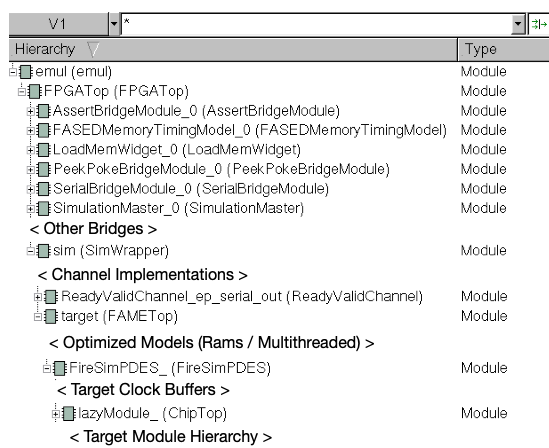 V1 *
Hierarchy Type
emul (emul) Module
FPGATop (FPGATop) Module
AssertBridgeModule_0 (AssertBridgeModule) Module
FASEDMemoryTimingModel_0 (FASEDMemoryTimingModel) Module
LoadMemWidget_0 (LoadMemWidget) Module
PeekPokeBridgeModule_0 (PeekPokeBridgeModule) Module
SerialBridgeModule_0 (SerialBridgeModule) Module
SimulationMaster_0 (SimulationMaster) Module
< Other Bridges >
sim (SimWrapper) Module
< Channel Implementations >
ReadyValidChannel_ep_serial_out (ReadyValidChannel) Module
target (FAMETop) Module
< Optimized Models (Rams / Multithreaded) >
FireSimPDES_ (FireSimPDES) Module
< Target Clock Buffers >
lazyModule_ (ChipTop) Module
< Target Module Hierarchy >